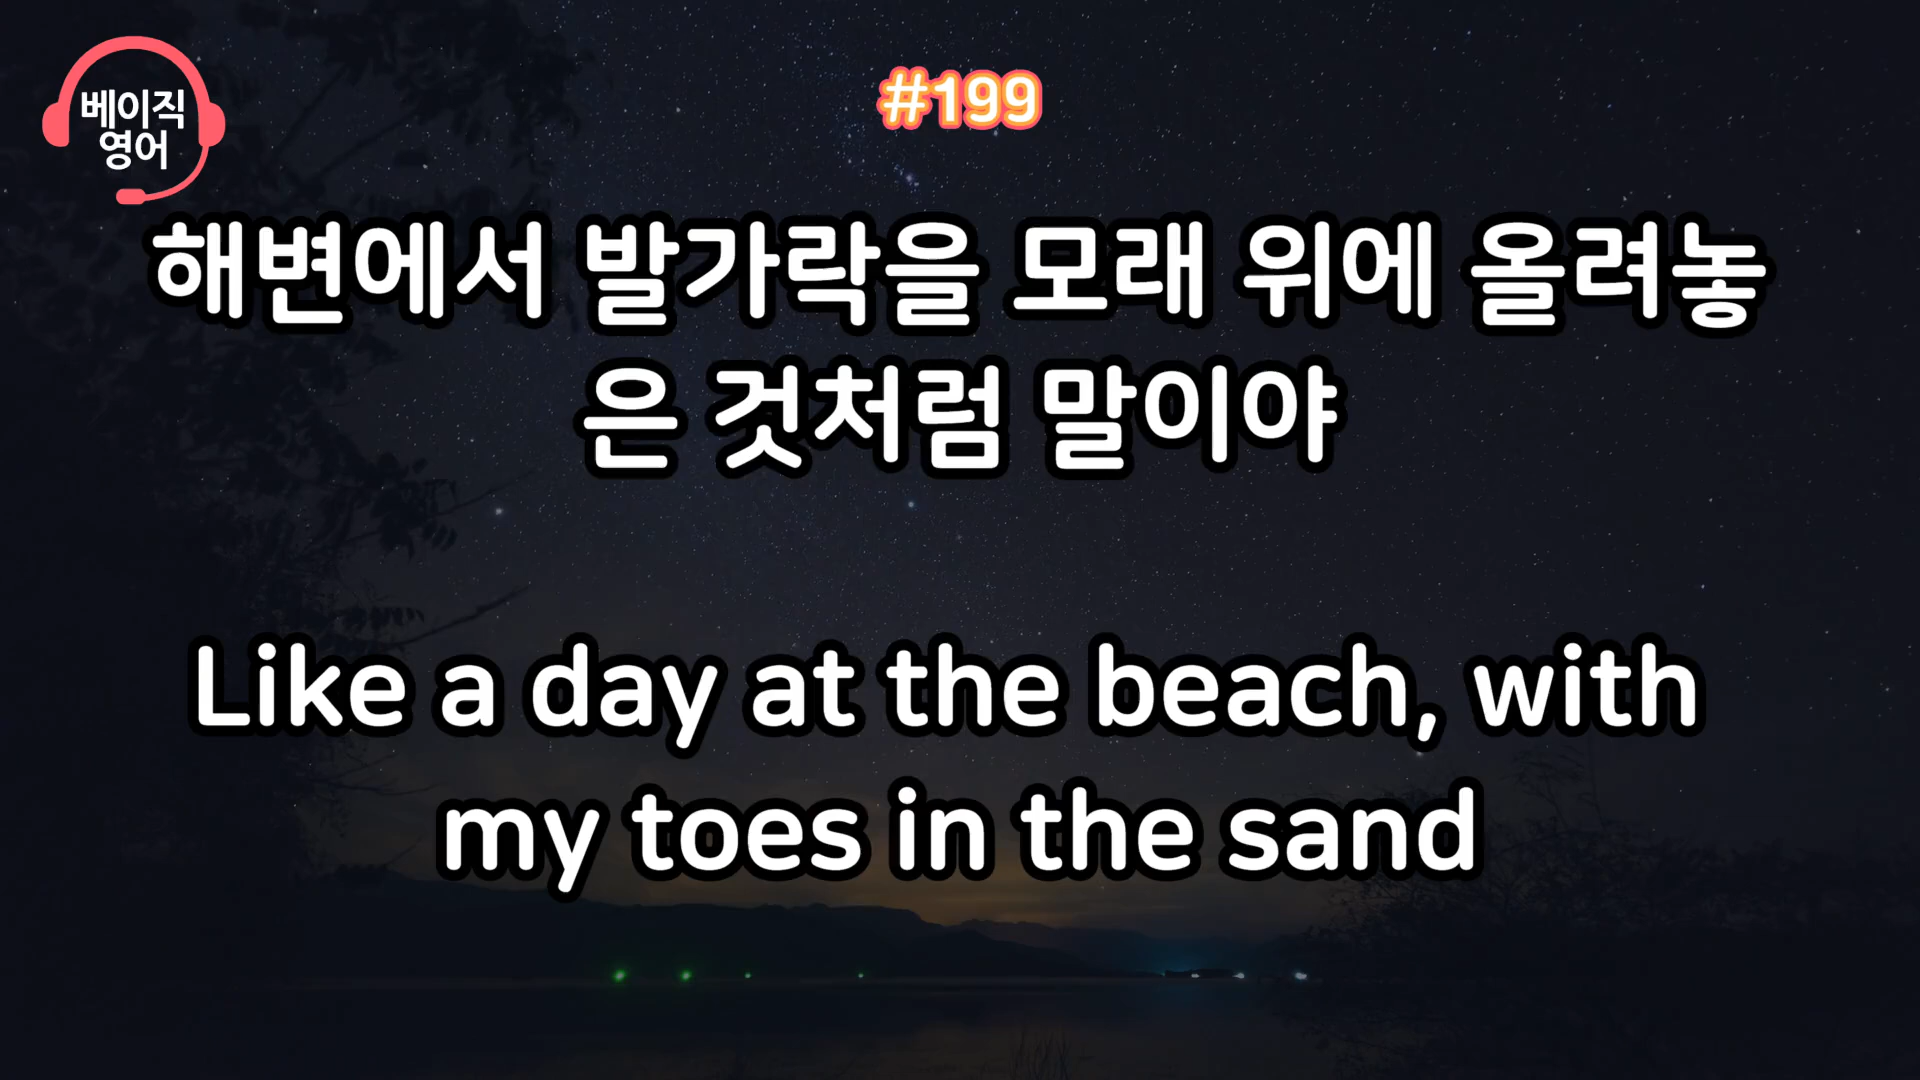 베이직
영어
#199
해변에서 발가락을 모래 위에 올려놓
은 것처럼 말이야
Like a day at the beach, with
my toes in the sand